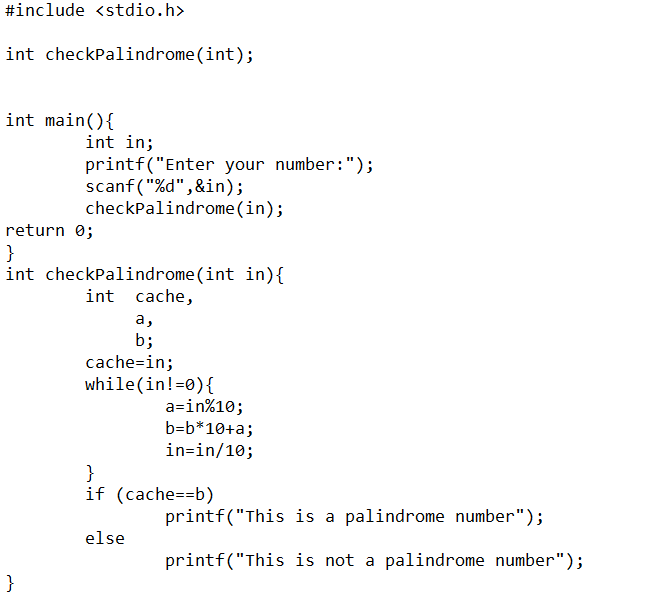 #include <stdio.h>
int checkPalindrome(int);
int main(){
int in;
printf("Enter your number:");
scanf("%d",&in);
checkPalindrome(in);
return 0;
}
int checkPalindrome(int in){
int  cache,
a,
b;
cache=in;
while(in!=0){
a=in%10;
b=b*10+a;
in=in/10;
}
if (cache==b)
printf("This is a palindrome number");
else
printf("This is not a palindrome number");
}